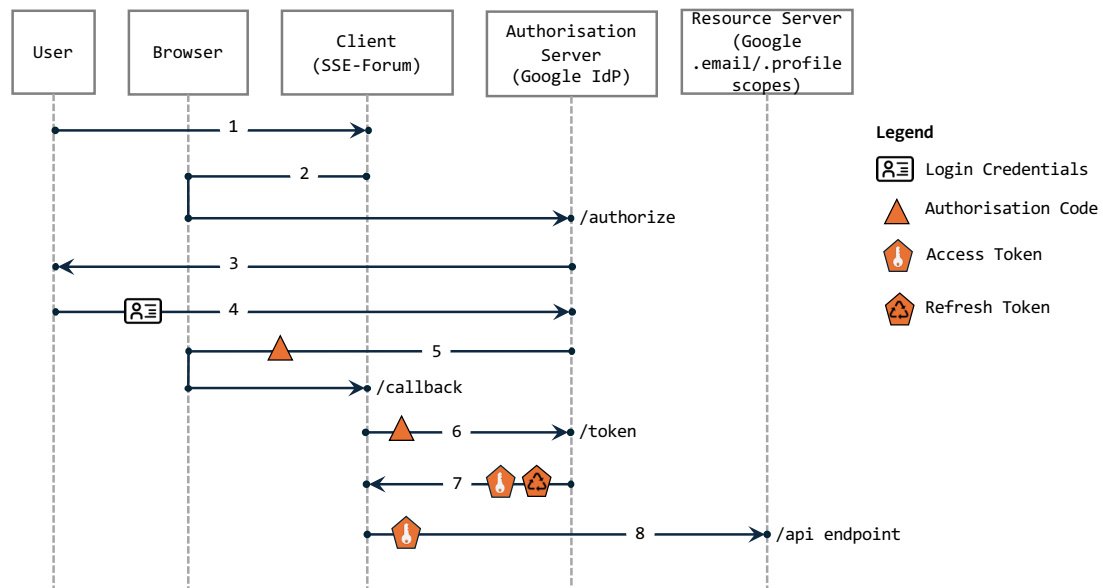 User
Browser
Client
(SSE-Forum)
Authorisation
Server
(Google IdP)
Resource Server
(Google
.email/.profile
scopes)
1
2
/authorize
3
4
5
/callback
6
/token
7
8
/api endpoint
Legend
Login Credentials
Authorisation Code
Access Token
Refresh Token